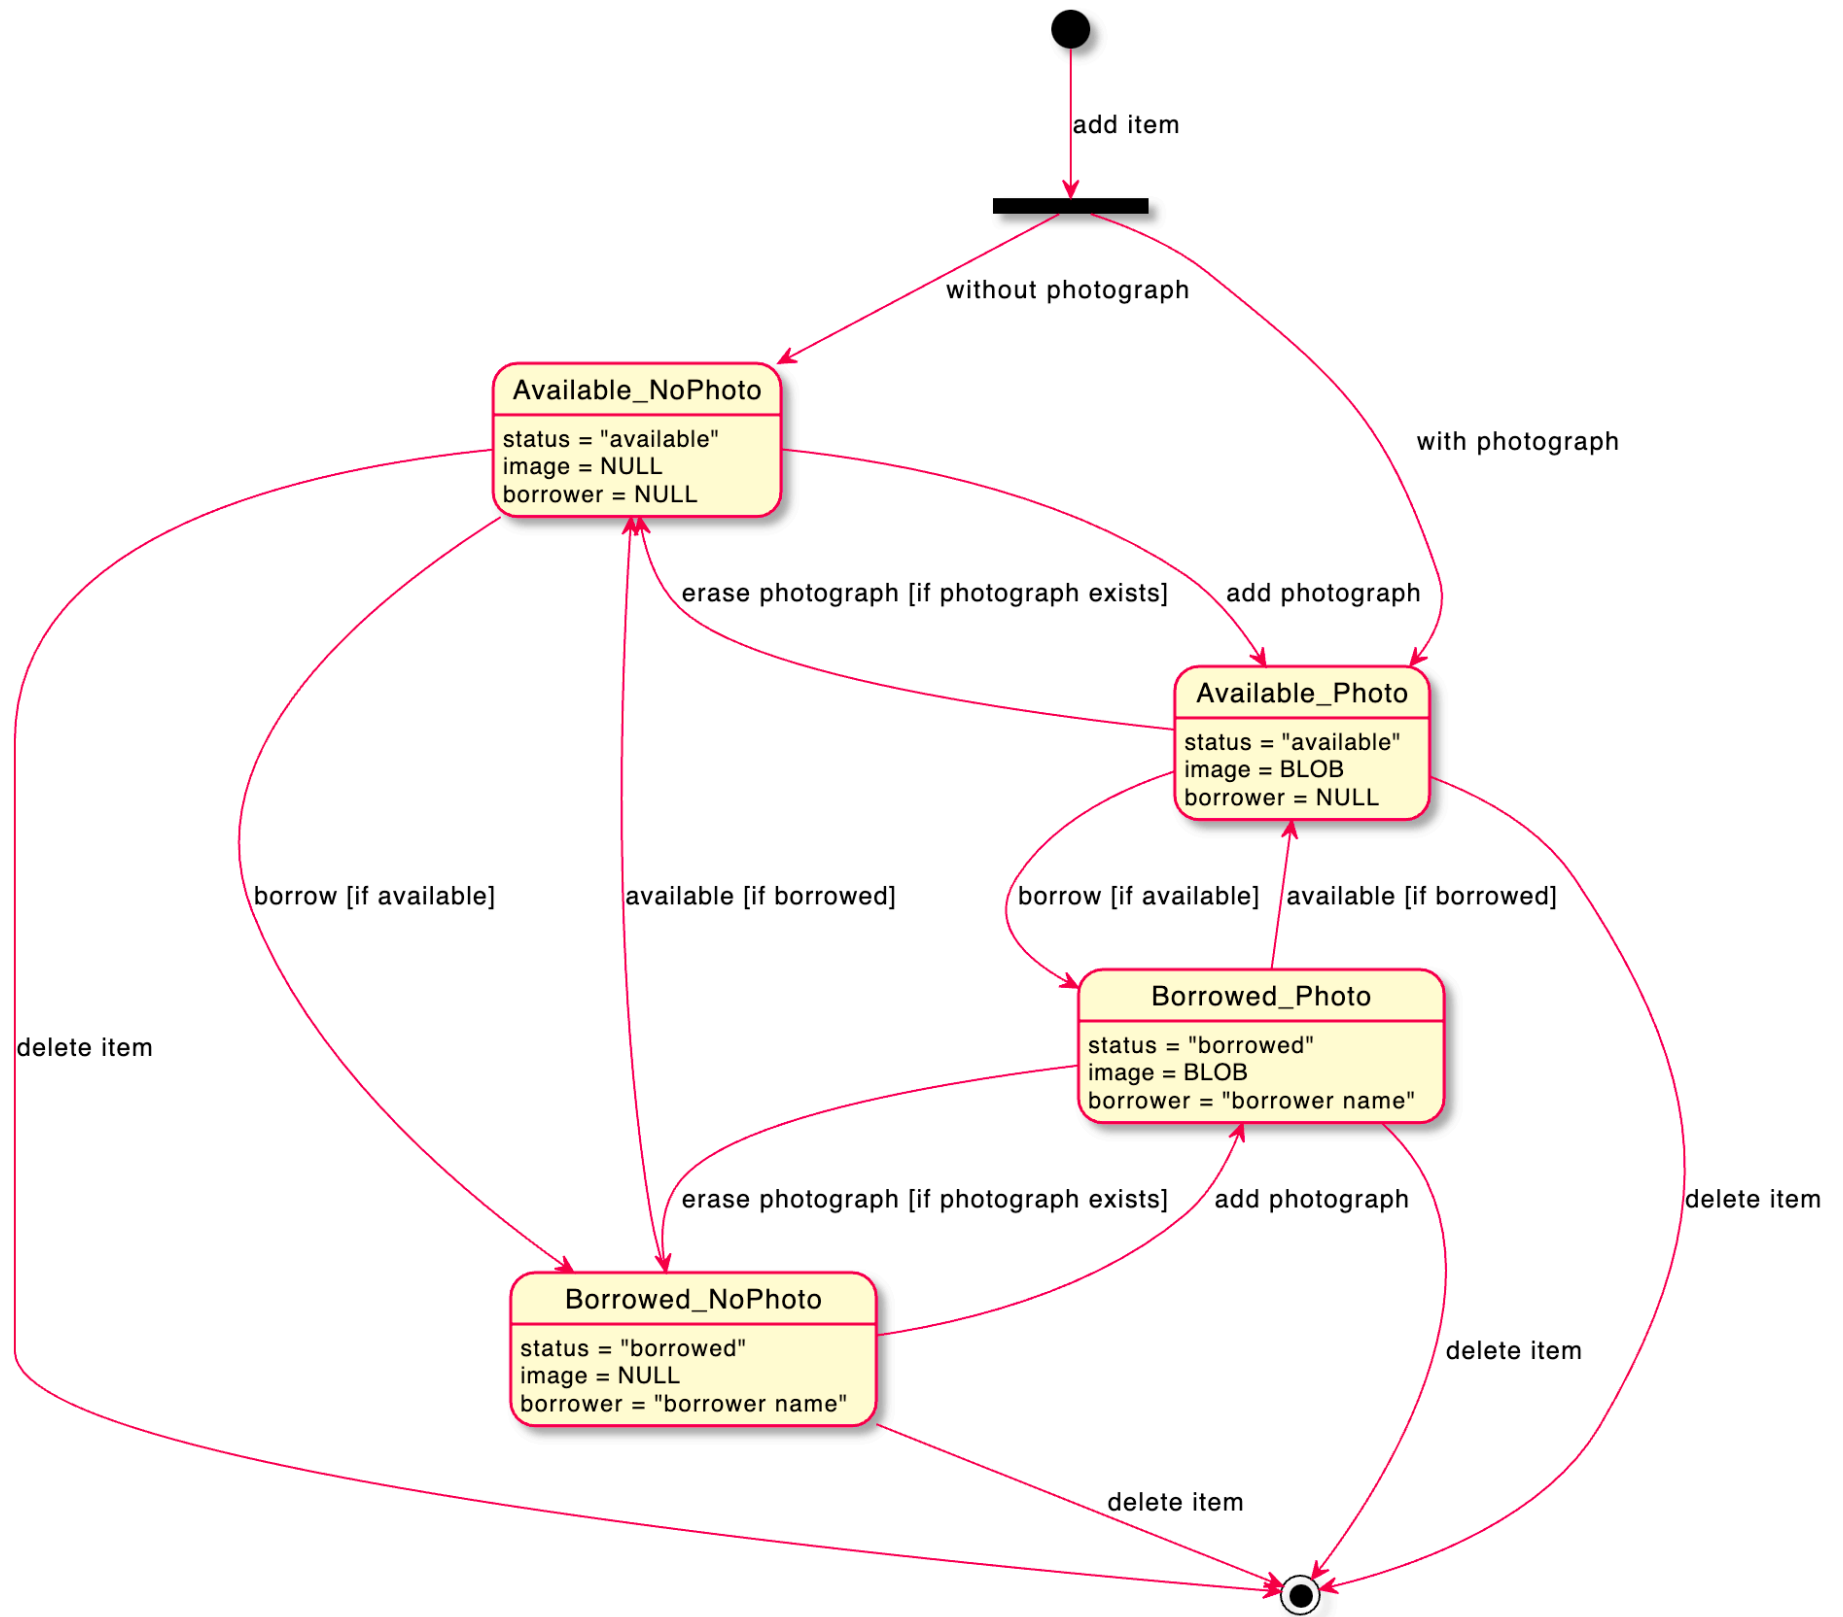 add item
without photograph
Available_NoPhoto
status = "available"
image = NULL
borrower = NULL
with photograph
erase photograph [if photograph exists]
add photograph
Available_Photo
status = "available"
image = BLOB
borrower = NULL
borrow [if available]
available [if borrowed]
borrow [if available]
available [if borrowed]
Borrowed_Photo
status = "borrowed"
image = BLOB
borrower = "borrower name"
delete item
erase photograph [if photograph exists]
add photograph
delete item
Borrowed_NoPhoto
status = "borrowed"
image = NULL
borrower = "borrower name"
delete item
delete item